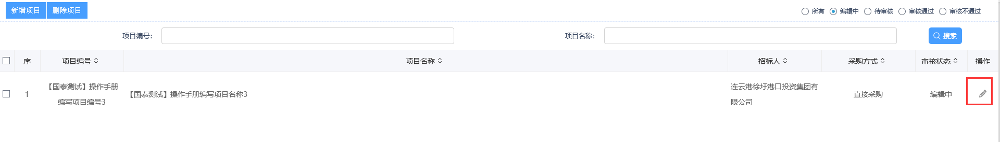 新增项目 删除项目 所有 编辑中 待审核 审核通过 审核不通过
项目编号： 项目名称： 搜索
序 项目编号 项目名称 招标人 采购方式 审核状态 操作
1 【国泰测试】操作手册编写项目名称3 直接采购 编辑中
【国泰测试】操作手册
编写项目编号3
连云港徐圩港口投资集团有
限公司